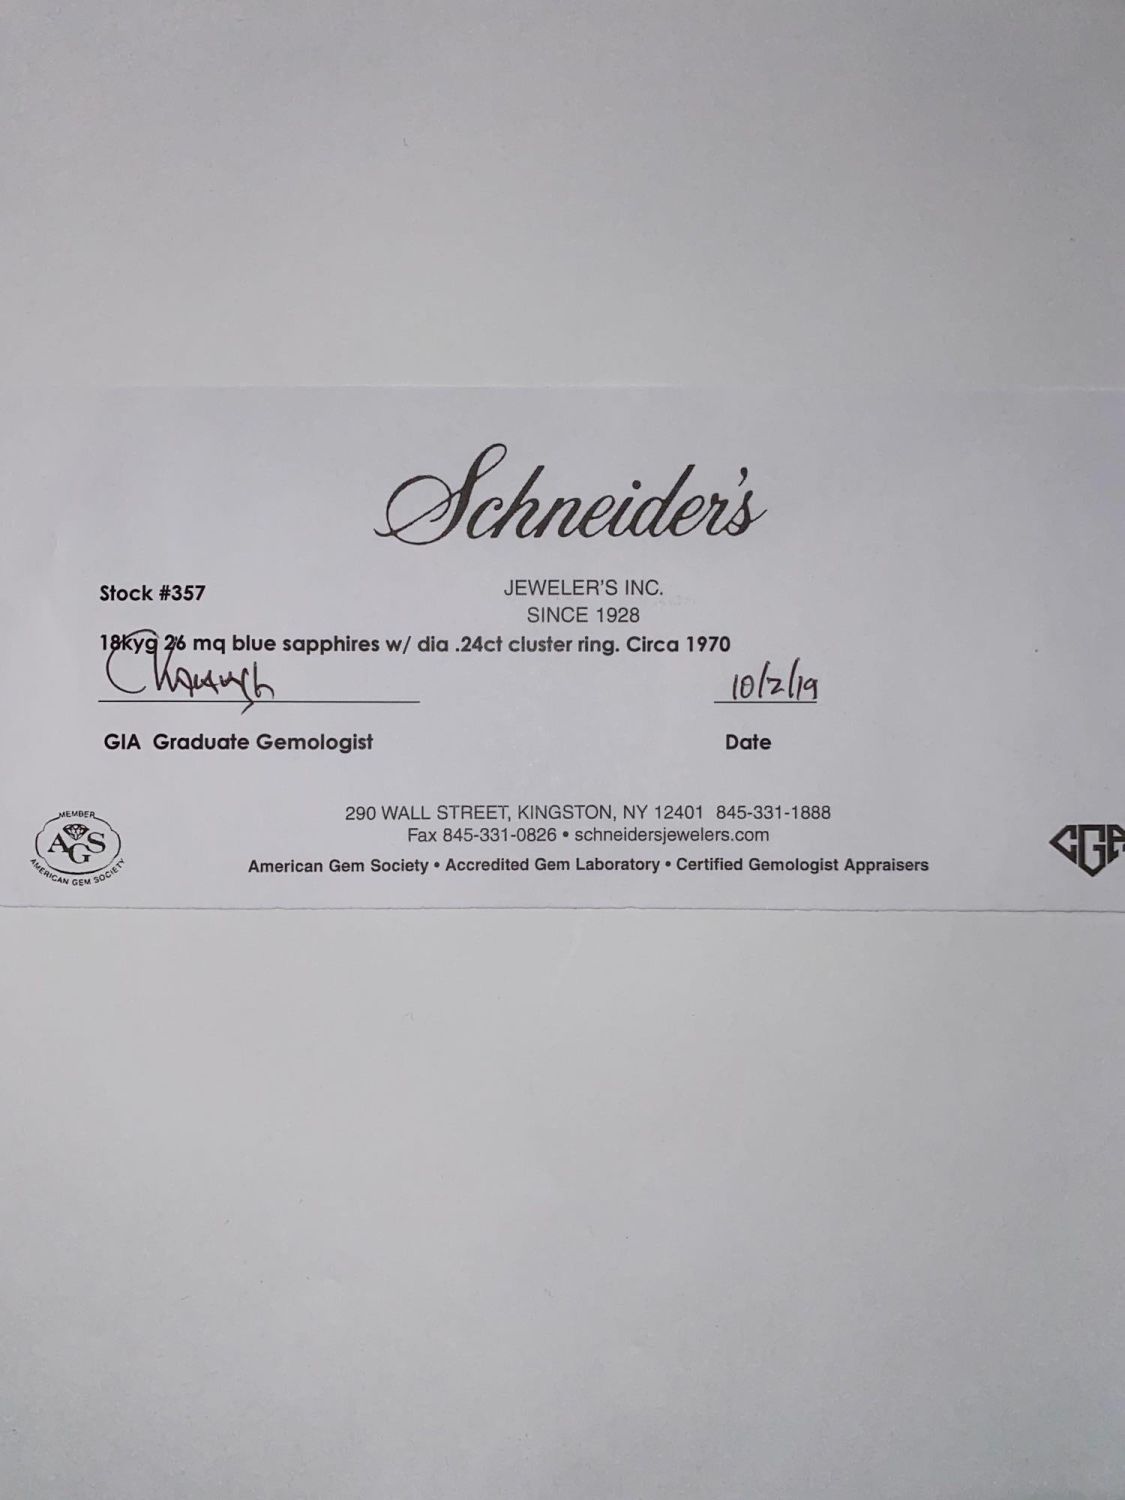 Schneider's
JEWELER'S INC.
SINCE 1928
Stock #357
18kyg 26 mq blue sapphires w/ dia .24ct cluster ring. Circa 1970
10/2/19
GIA Graduate Gemologist
Date
290 WALL STREET, KINGSTON, NY 12401 845-331-1888
Fax 845-331-0826 • schneidersjewelers.com
American Gem Society • Accredited Gem Laboratory • Certified Gemologist Appraisers
MEMBER
AGS
AMERICAN GEM SOCIETY
CGA